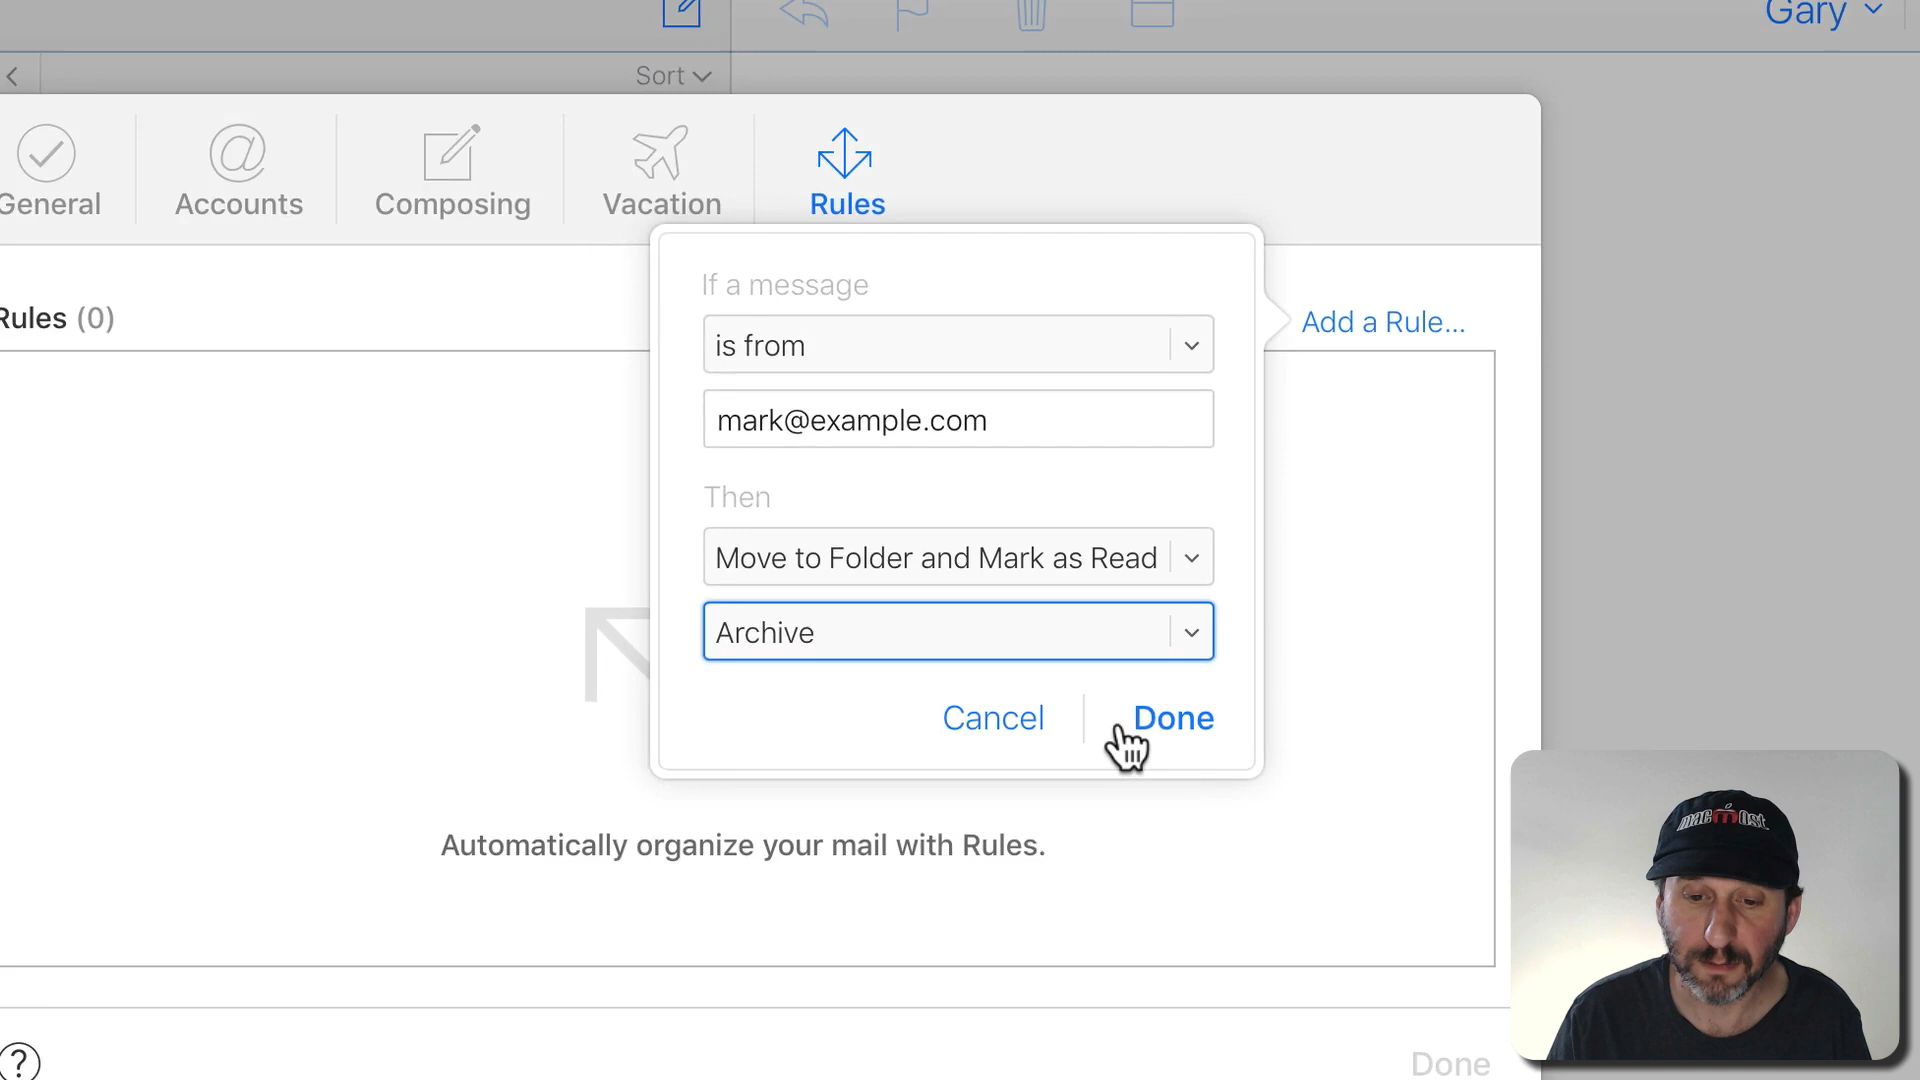 Gary
Sort
General
Accounts
Composing
Vacation
Rules
If a message
is from
mark@example.com
Then
Move to Folder and Mark as Read
Archive
Cancel
Done
Rules (0)
Add a Rule...
Automatically organize your mail with Rules.
?
Done
macmost